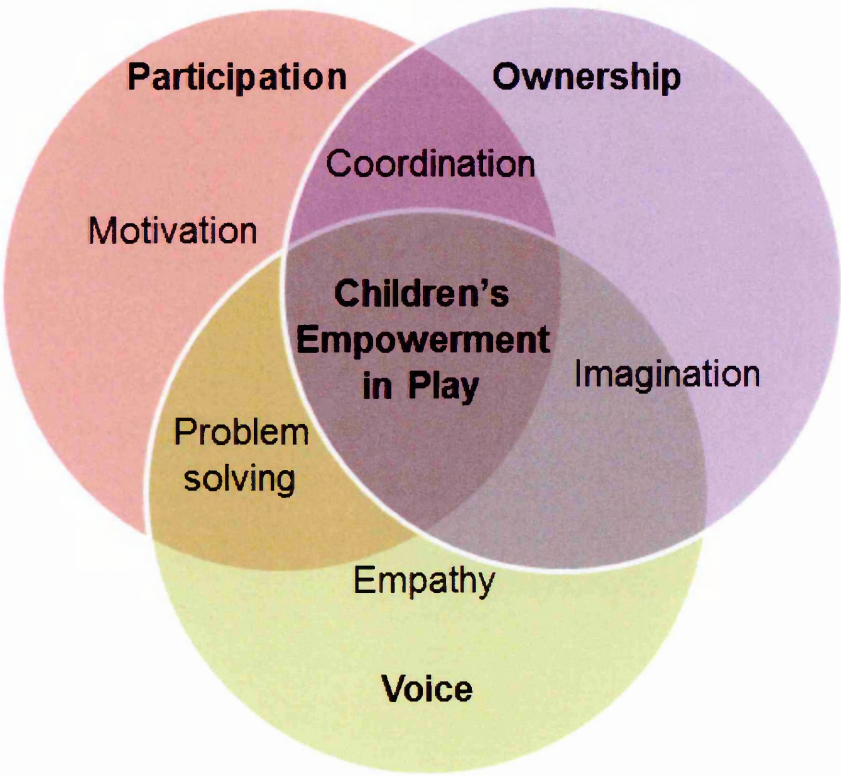 Participation
Ownership
Coordination
Motivation
Children's
Empowerment
in Play
Imagination
Problem
solving
Empathy
Voice